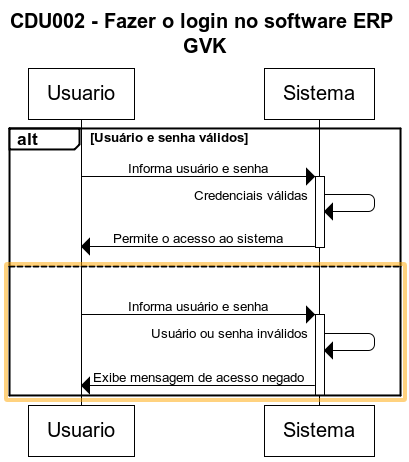 CDU002 - Fazer o login no software ERP
GVK
Usuario
Sistema
alt
[Usuário e senha válidos]
Informa usuário e senha
Credenciais válidas
Permite o acesso ao sistema
Informa usuário e senha
Usuário ou senha inválidos
Exibe mensagem de acesso negado
Usuario
Sistema